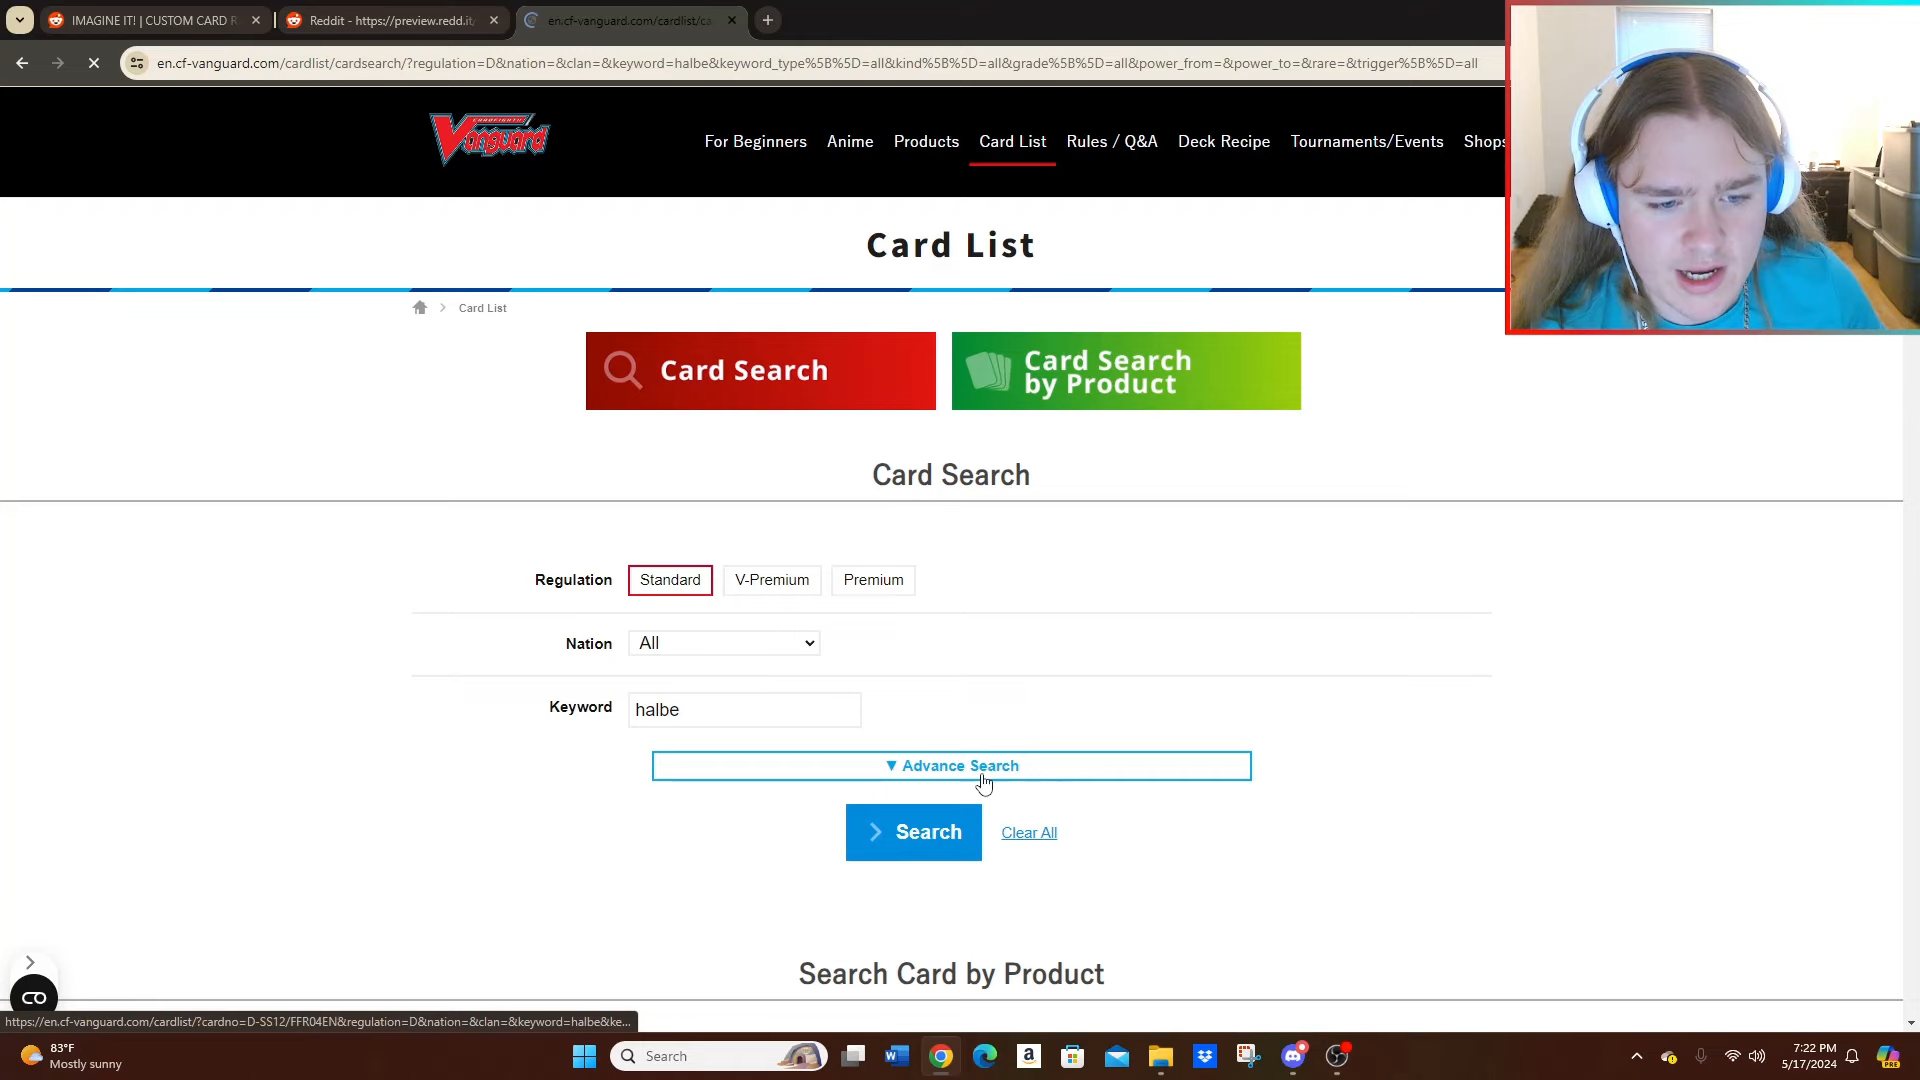 IMAGINE IT! | CUSTOM CARD R
Reddit - https://preview.redd.it
en.cf-vanguard.com/cardlist/ca
en.cf-vanguard.com/cardlist/cardsearch/?regulation=D&nation=&clan=&keyword=halbe&keyword_type%5B%5D=all&kind%5B%5D=all&grade%5B%5D=all&power_from=&power_to=&rare=&trigger%5B%5D=all
CARDFIGHT!!
Vanguard
For Beginners Anime Products Card List Rules / Q&A Deck Recipe Tournaments/Events Shops
Card List
Card List
Card Search
Card Search
by Product
Card Search
Regulation Standard V-Premium Premium
Nation All
Keyword halbe
▼ Advance Search
Search Clear All
Search Card by Product
https://en.cf-vanguard.com/cardlist/?cardno=D-SS12/FFR04EN&regulation=D&nation=&clan=&keyword=halbe&ke...
83°F
Mostly sunny
Search
7:22 PM
5/17/2024
PRE